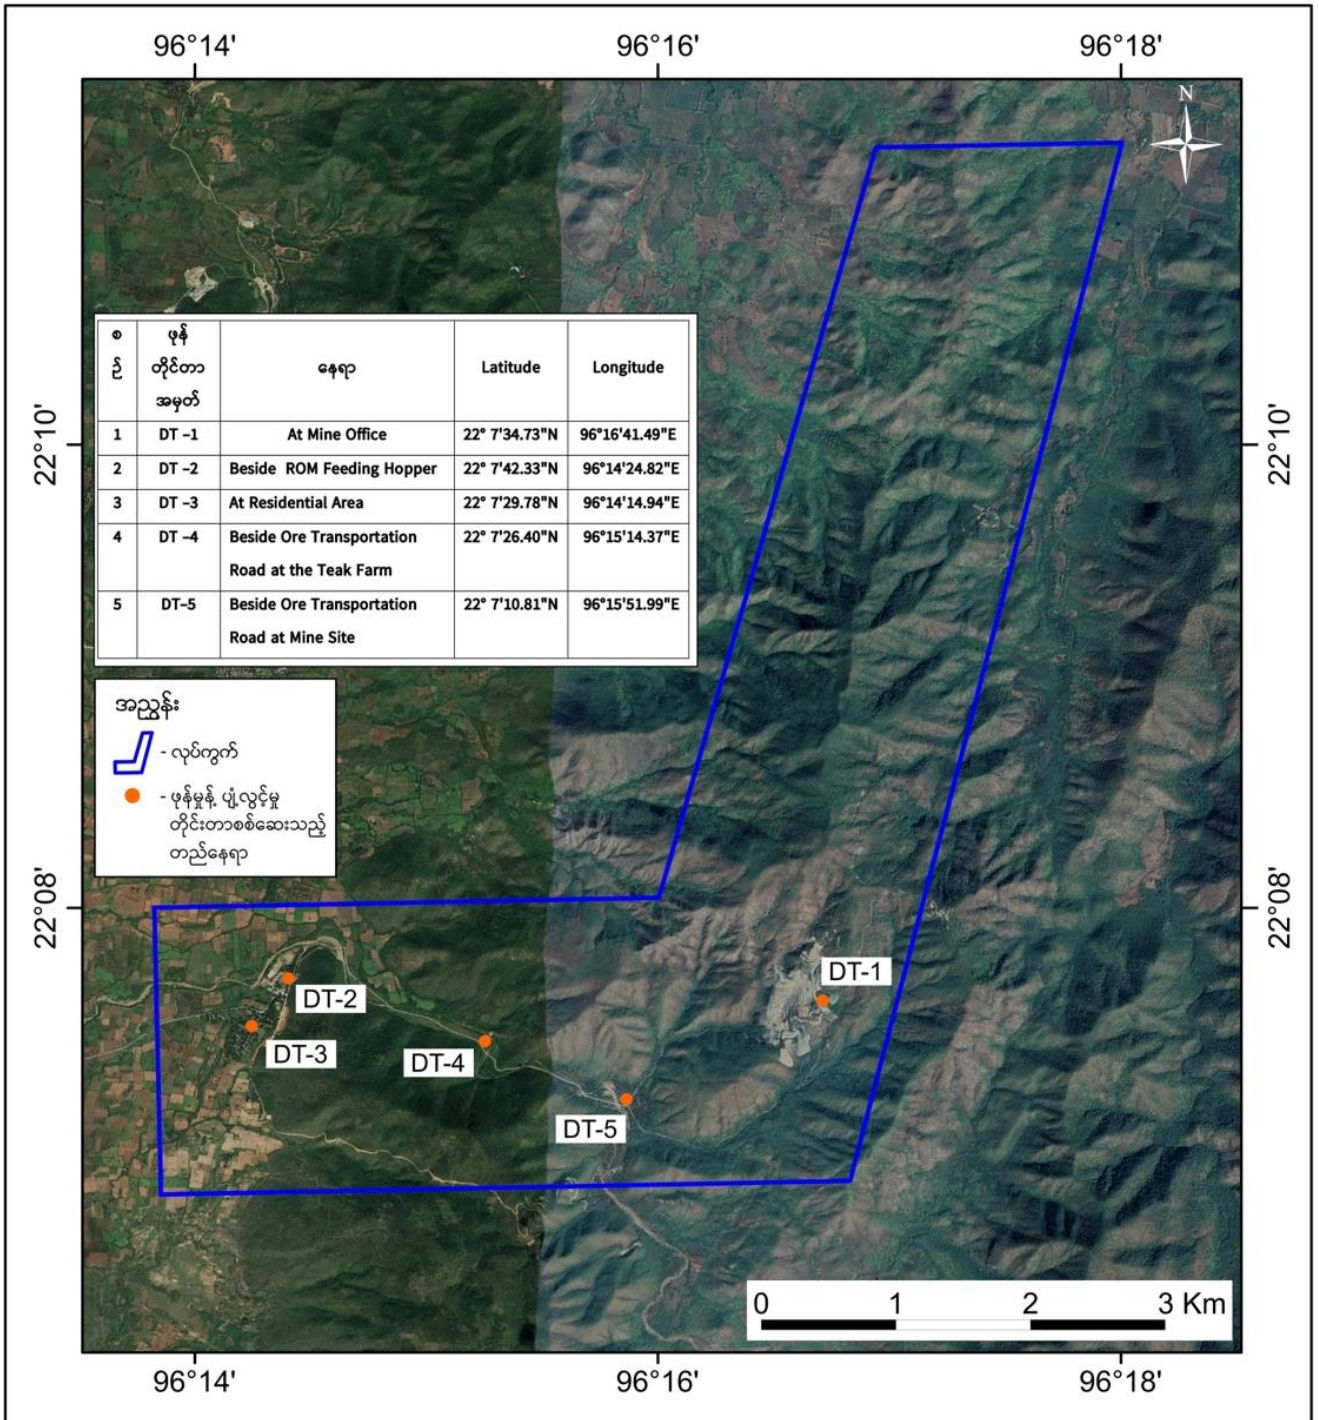 96°14'
96°16'
96°18'
N
စ
ဉ်
ဖုန်
တိုင်တာ
အမှတ်
နေရာ
Latitude
Longitude
1
DT –1
At Mine Office
22° 7'34.73"N
96°16'41.49"E
2
DT –2
Beside ROM Feeding Hopper
22° 7'42.33"N
96°14'24.82"E
3
DT –3
At Residential Area
22° 7'29.78"N
96°14'14.94"E
4
DT –4
Beside Ore Transportation
Road at the Teak Farm
22° 7'26.40"N
96°15'14.37"E
5
DT–5
Beside Ore Transportation
Road at Mine Site
22° 7'10.81"N
96°15'51.99"E
22°10'
22°10'
အညွှန်း
- လုပ်ကွက်
- ဖုန်မှုန့် ပျံ့လွင့်မှု
တိုင်းတာစစ်ဆေးသည့်
တည်နေရာ
22°08'
22°08'
DT-1
DT-2
DT-3
DT-4
DT-5
0 1 2 3 Km
96°14'
96°16'
96°18'